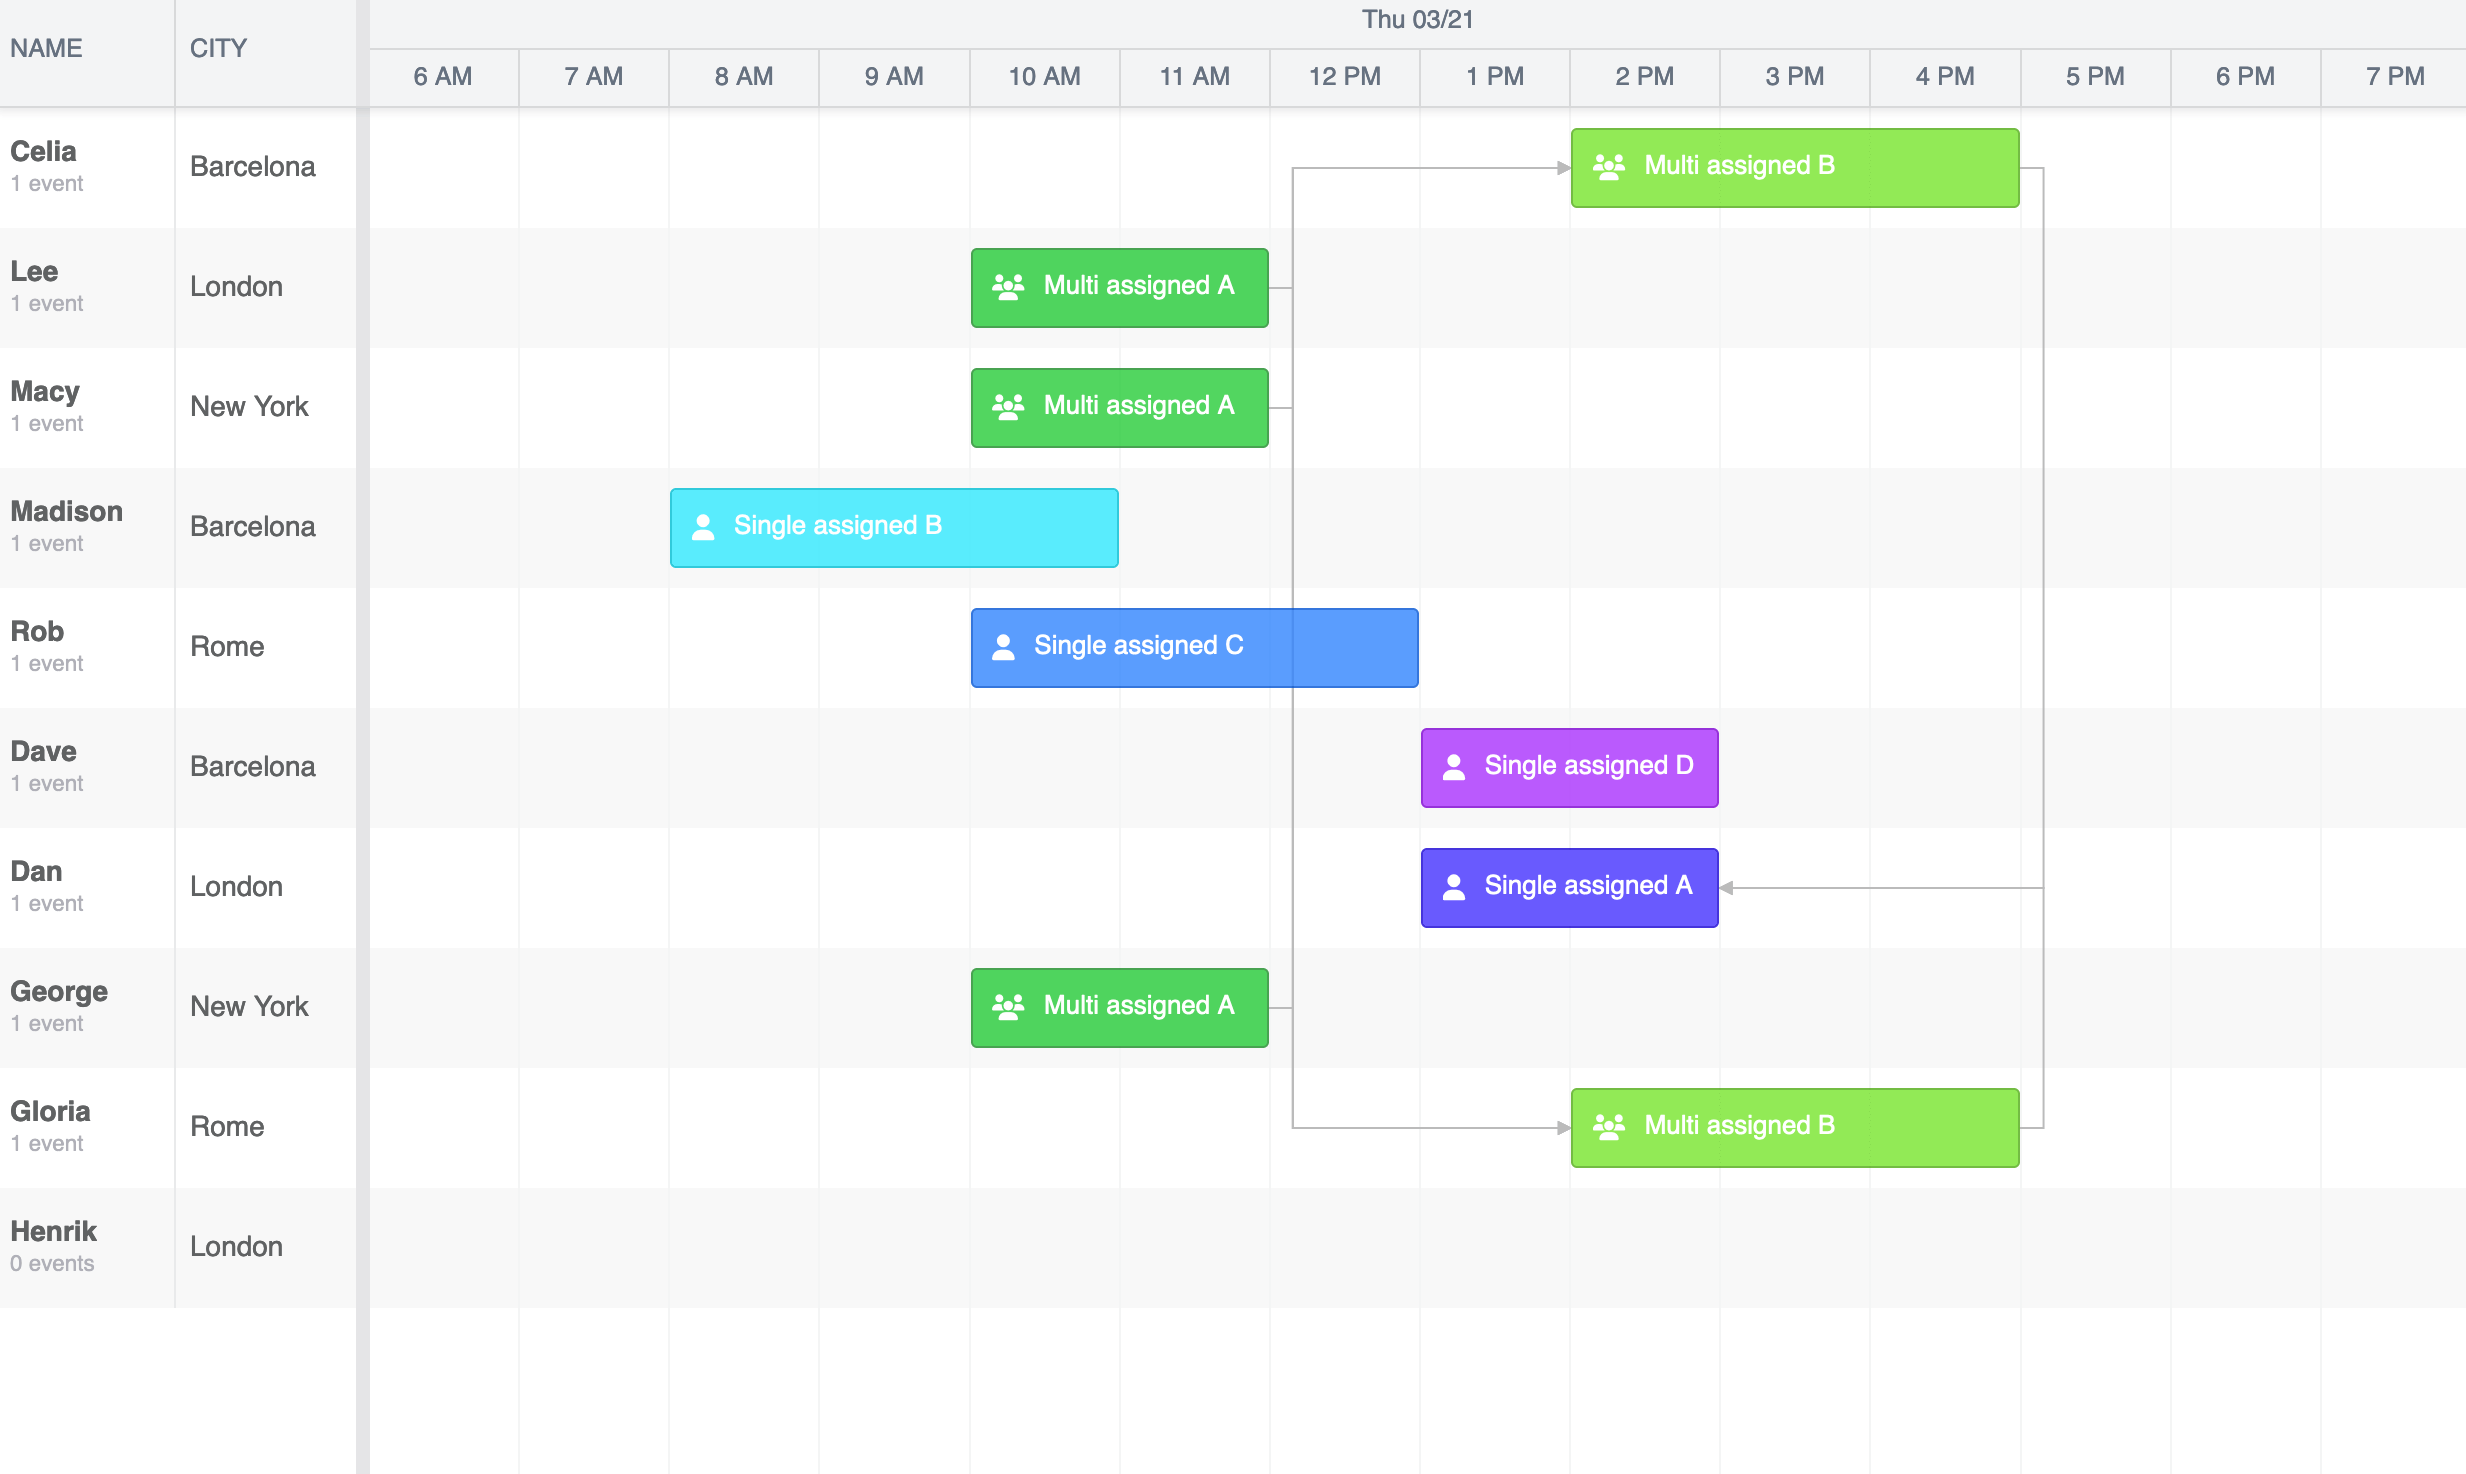 NAME
CITY
Thu 03/21
6 AM
7 AM
8 AM
9 AM
10 AM
11 AM
12 PM
1 PM
2 PM
3 PM
4 PM
5 PM
6 PM
7 PM
Celia
1 event
Barcelona
Multi assigned B
Lee
1 event
London
Multi assigned A
Macy
1 event
New York
Multi assigned A
Madison
1 event
Barcelona
Single assigned B
Rob
1 event
Rome
Single assigned C
Dave
1 event
Barcelona
Single assigned D
Dan
1 event
London
Single assigned A
George
1 event
New York
Multi assigned A
Gloria
1 event
Rome
Multi assigned B
Henrik
0 events
London